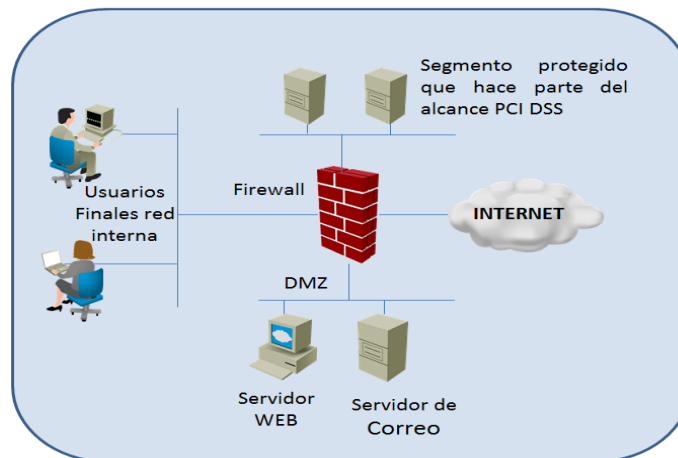 Segmento protegido
que hace parte del
alcance PCI DSS
Usuarios
Finales red
interna
Firewall
INTERNET
DMZ
Servidor
WEB
Servidor de
Correo